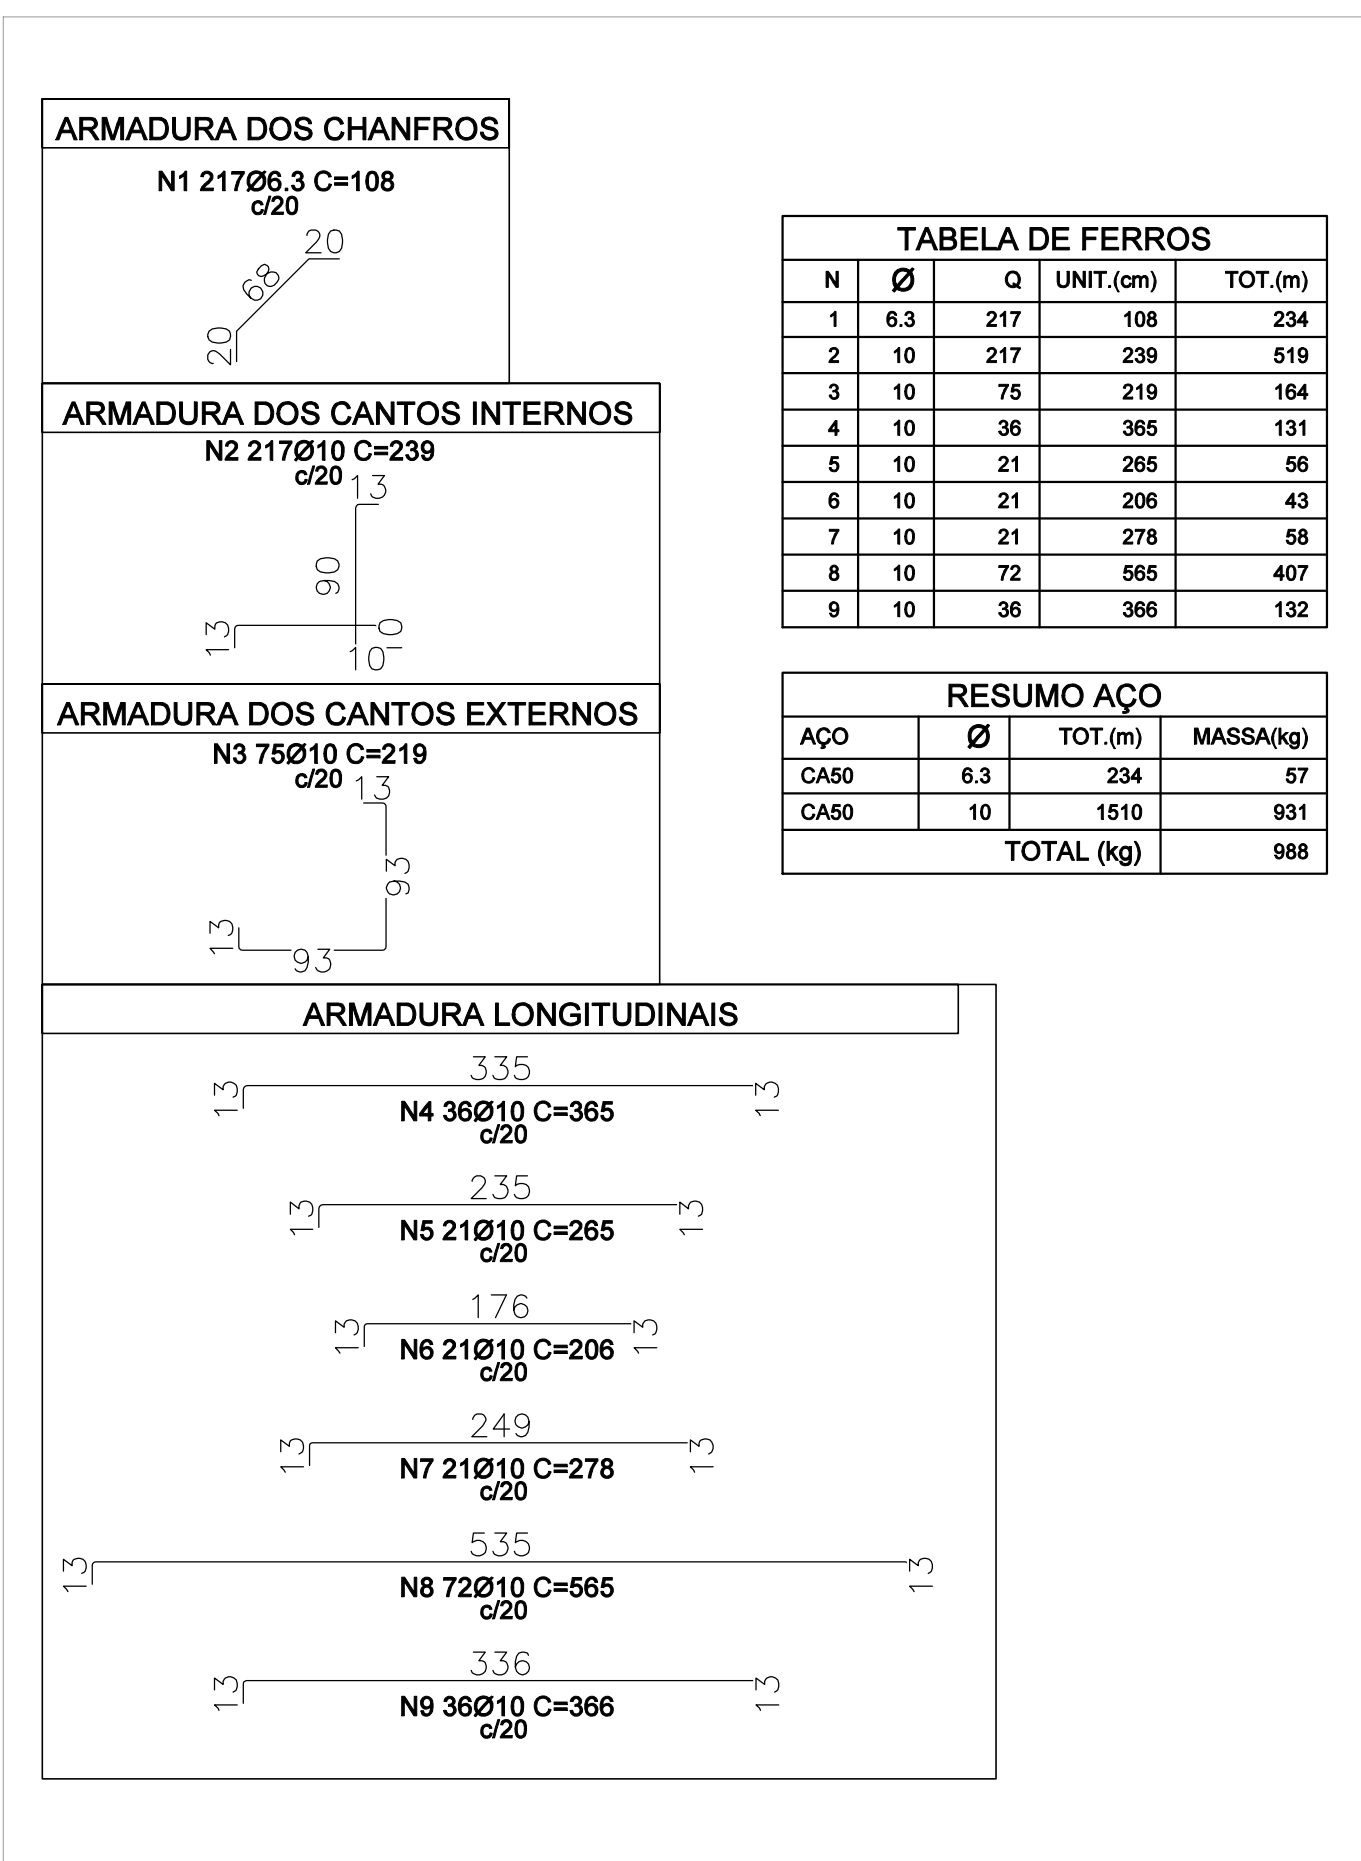 ARMADURA DOS CHANFROS
N1 217Ø6.3 C=108
c/20
20
68
20
ARMADURA DOS CANTOS INTERNOS
N2 217Ø10 C=239
c/20
13
90
13
10
ARMADURA DOS CANTOS EXTERNOS
N3 75Ø10 C=219
c/20
13
93
13
93
ARMADURA LONGITUDINAIS
335
13
13
N4 36Ø10 C=365
c/20
235
13
13
N5 21Ø10 C=265
c/20
176
13
13
N6 21Ø10 C=206
c/20
249
13
13
N7 21Ø10 C=278
c/20
535
13
13
N8 72Ø10 C=565
c/20
336
13
13
N9 36Ø10 C=366
c/20
TABELA DE FERROS
N Ø Q UNIT.(cm) TOT.(m)
1 6.3 217 108 234
2 10 217 239 519
3 10 75 219 164
4 10 36 365 131
5 10 21 265 56
6 10 21 206 43
7 10 21 278 58
8 10 72 565 407
9 10 36 366 132
RESUMO AÇO
AÇO Ø TOT.(m) MASSA(kg)
CA50 6.3 234 57
CA50 10 1510 931
TOTAL (kg) 988